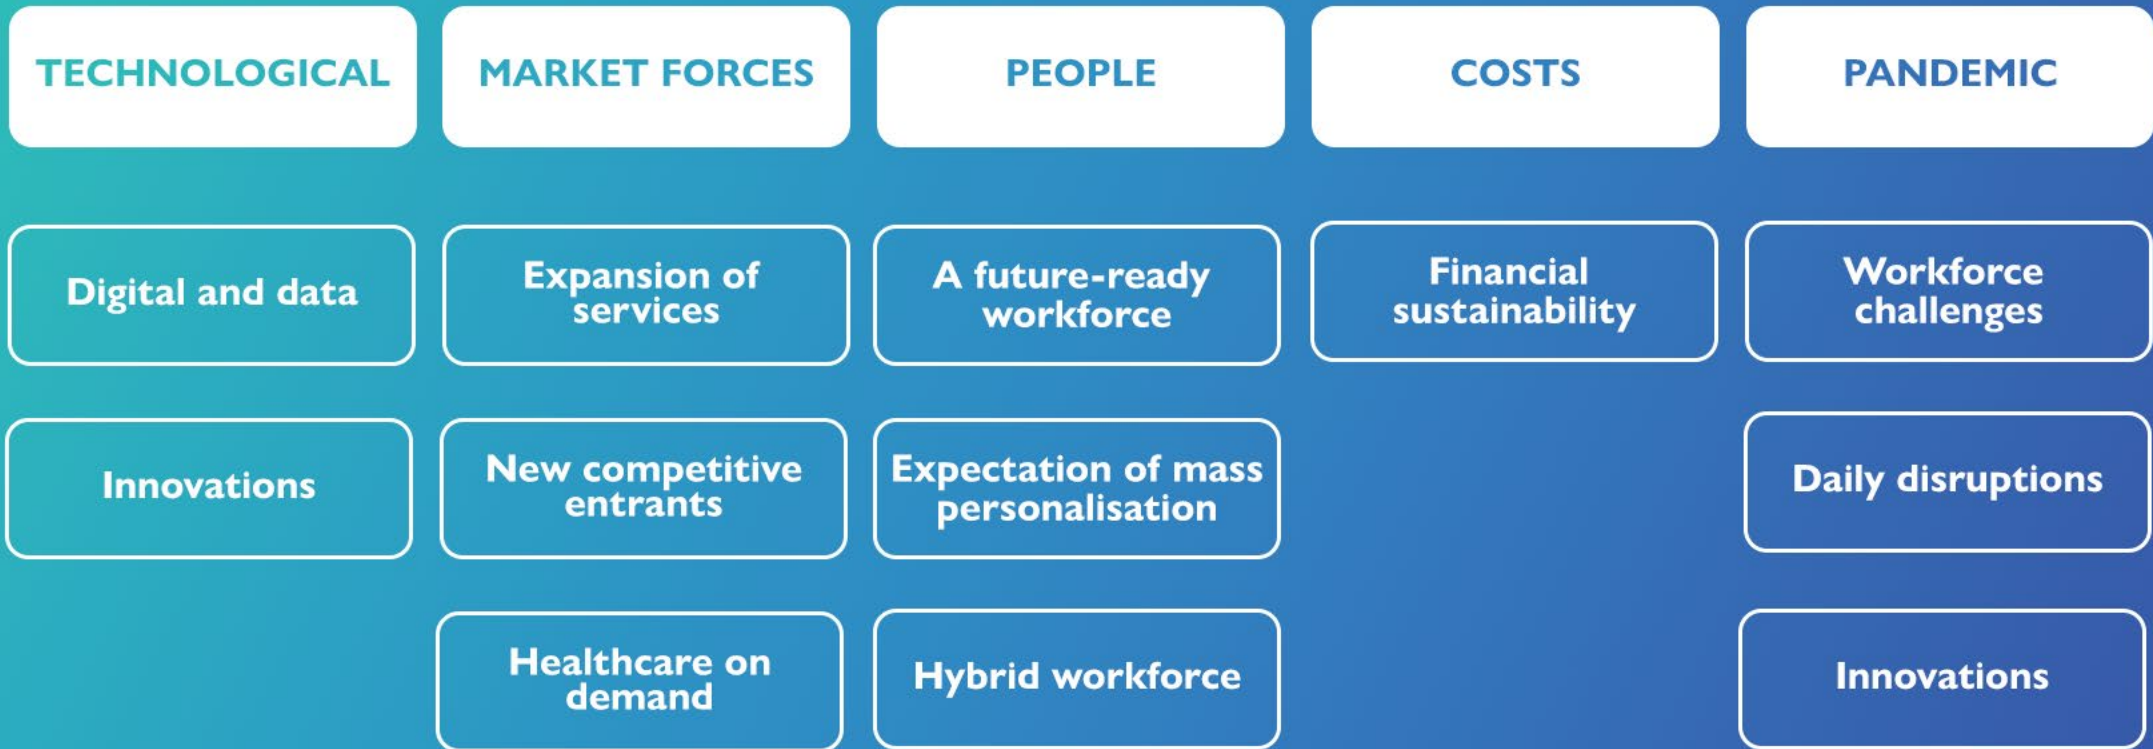 TECHNOLOGICAL
MARKET FORCES
PEOPLE
COSTS
PANDEMIC
Digital and data
Expansion of
services
A future-ready
workforce
Financial
sustainability
Workforce
challenges
Innovations
New competitive
entrants
Expectation of mass
personalisation
Daily disruptions
Healthcare on
demand
Hybrid workforce
Innovations